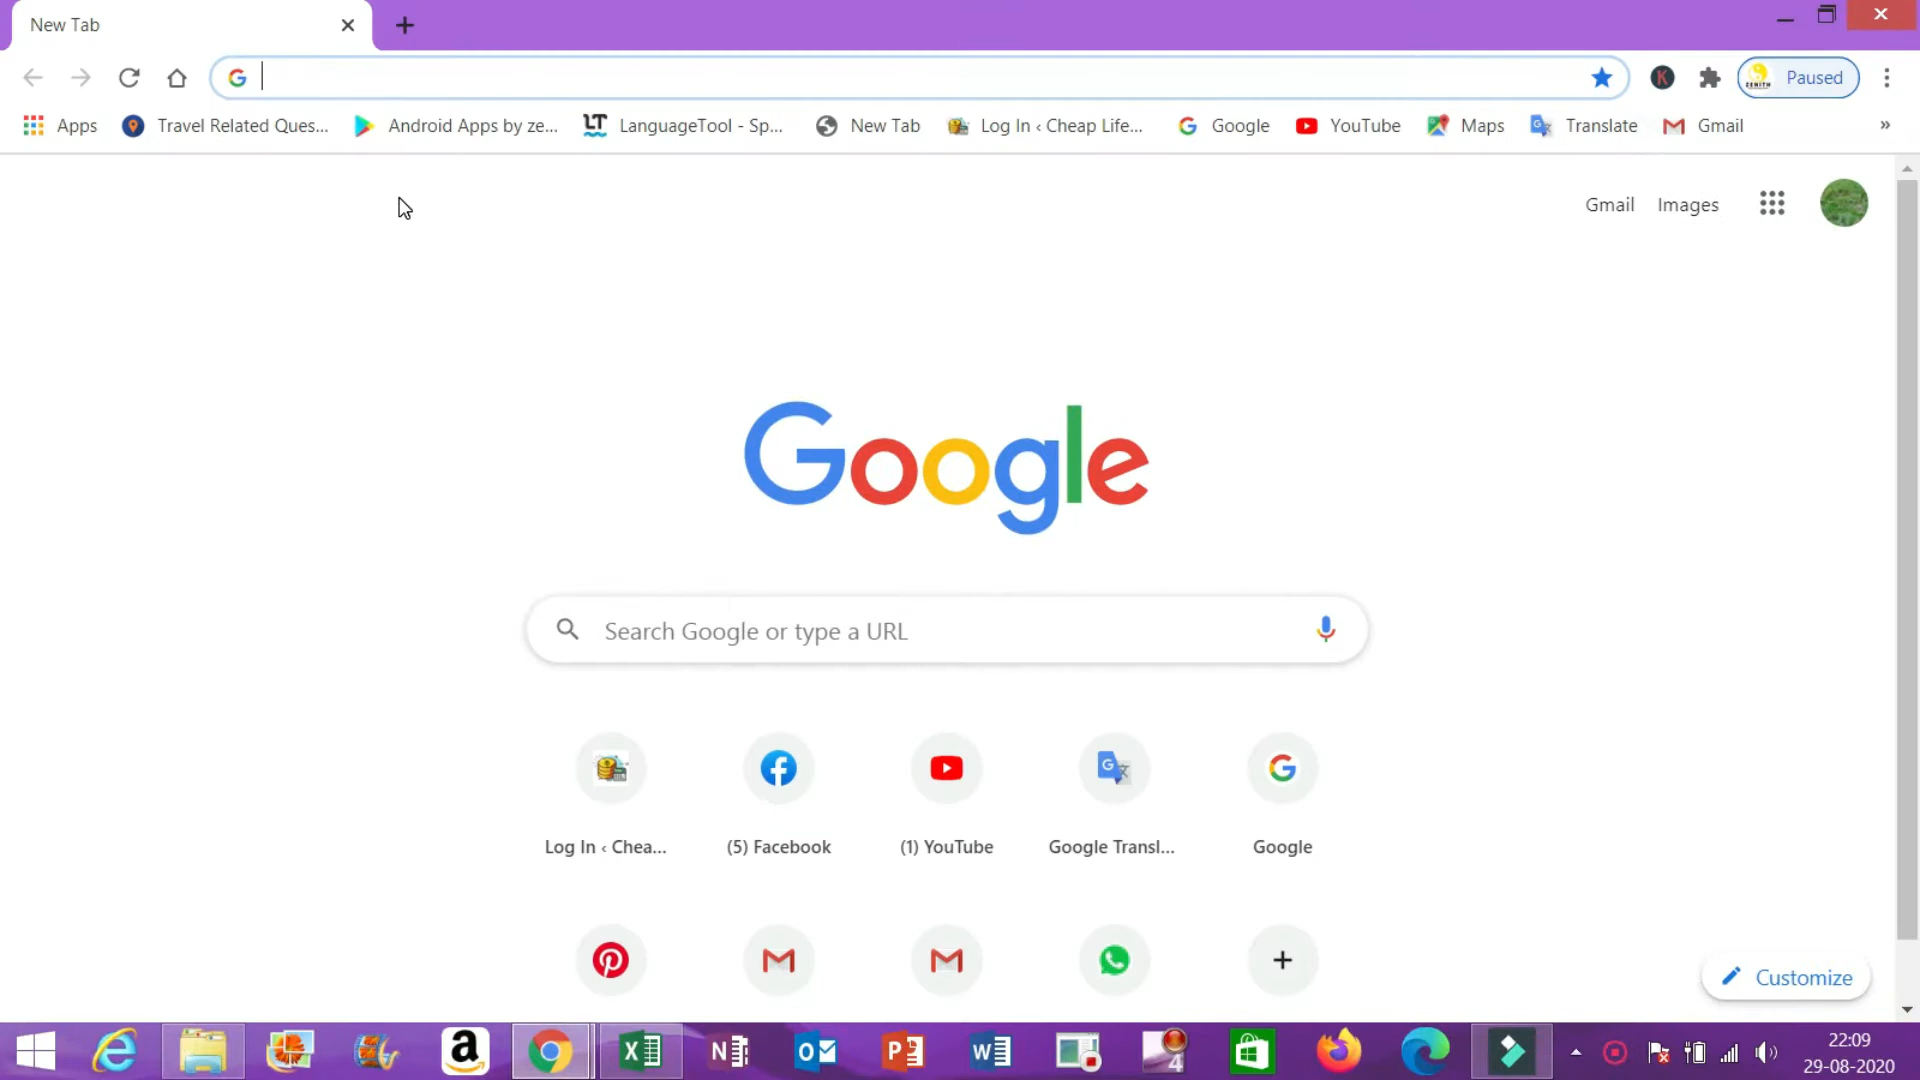 New Tab
Paused
Apps
Travel Related Ques...
Android Apps by ze...
LT
LanguageTool - Sp...
New Tab
Log In ‹ Cheap Life...
Google
YouTube
Maps
Translate
Gmail
»
Gmail
Images
Google
Search Google or type a URL
Log In ‹ Chea...
(5) Facebook
(1) YouTube
Google Transl...
Google
Customize
22:09
29-08-2020